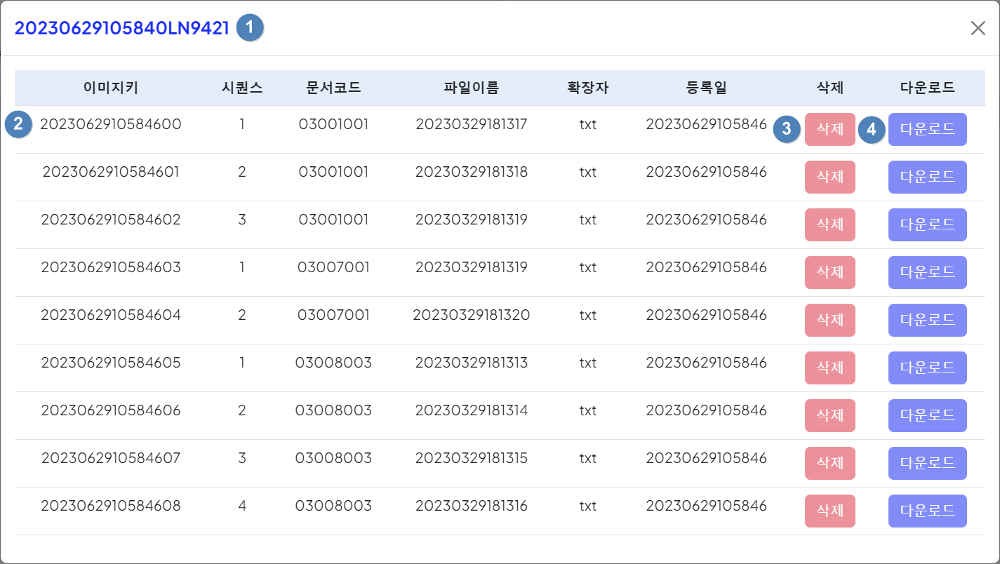 20230629105840LN9421 1
이미지키 시퀀스 문서코드 파일이름 확장자 등록일 삭제 다운로드
2 2023062910584600 1 03001001 20230329181317 txt 20230629105846 3 삭제 4 다운로드
2023062910584601 2 03001001 20230329181318 txt 20230629105846 삭제 다운로드
2023062910584602 3 03001001 20230329181319 txt 20230629105846 삭제 다운로드
2023062910584603 1 03007001 20230329181319 txt 20230629105846 삭제 다운로드
2023062910584604 2 03007001 20230329181320 txt 20230629105846 삭제 다운로드
2023062910584605 1 03008003 20230329181313 txt 20230629105846 삭제 다운로드
2023062910584606 2 03008003 20230329181314 txt 20230629105846 삭제 다운로드
2023062910584607 3 03008003 20230329181315 txt 20230629105846 삭제 다운로드
2023062910584608 4 03008003 20230329181316 txt 20230629105846 삭제 다운로드